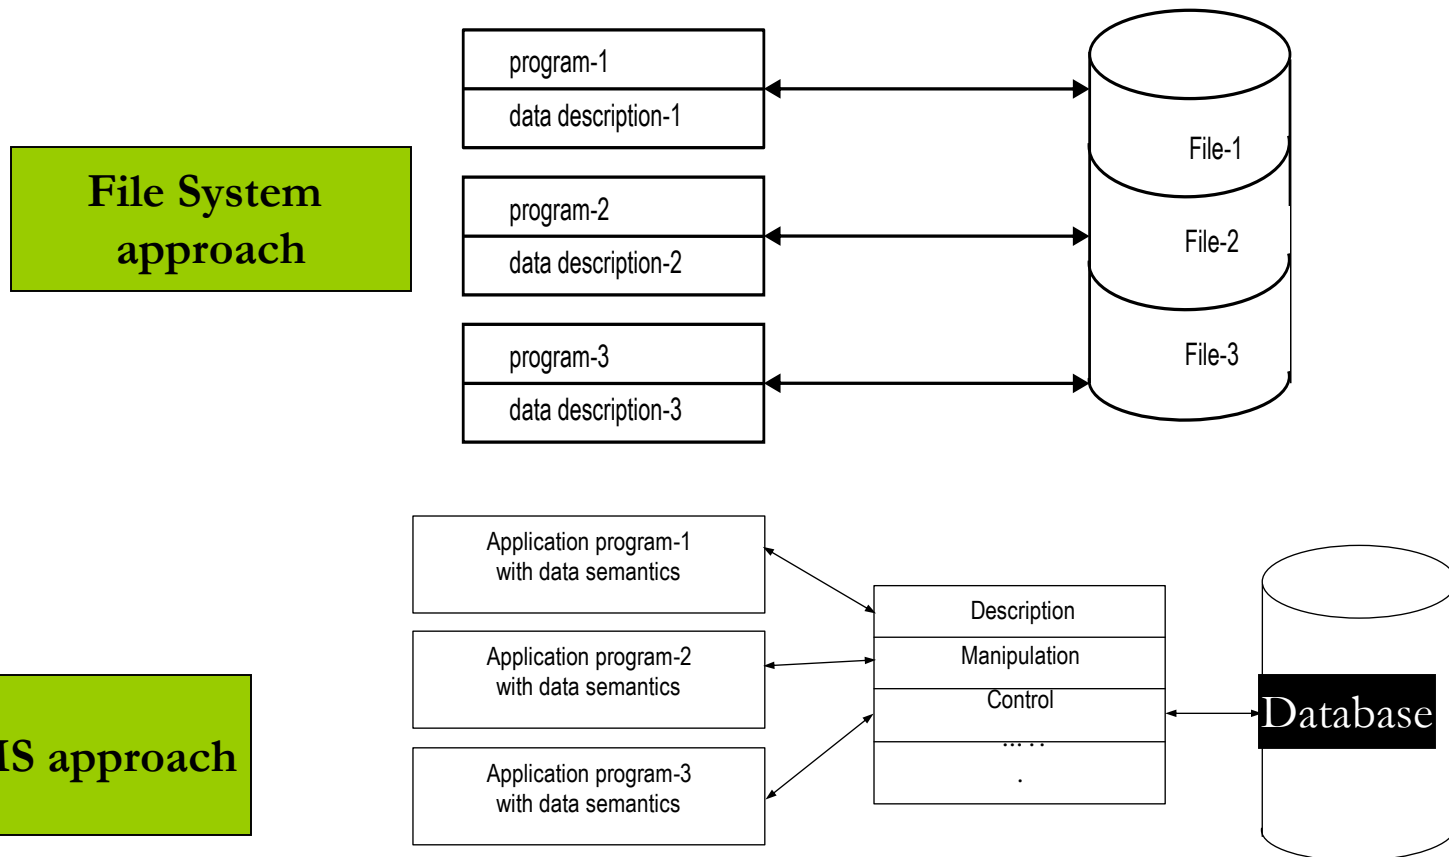 program-1
data description-1
File System
approach
program-2
data description-2
program-3
data description-3
File-1
File-2
File-3
Application program-1
with data semantics
Application program-2
with data semantics
Application program-3
with data semantics
Description
Manipulation
Control
... . .
.
Database
IS approach